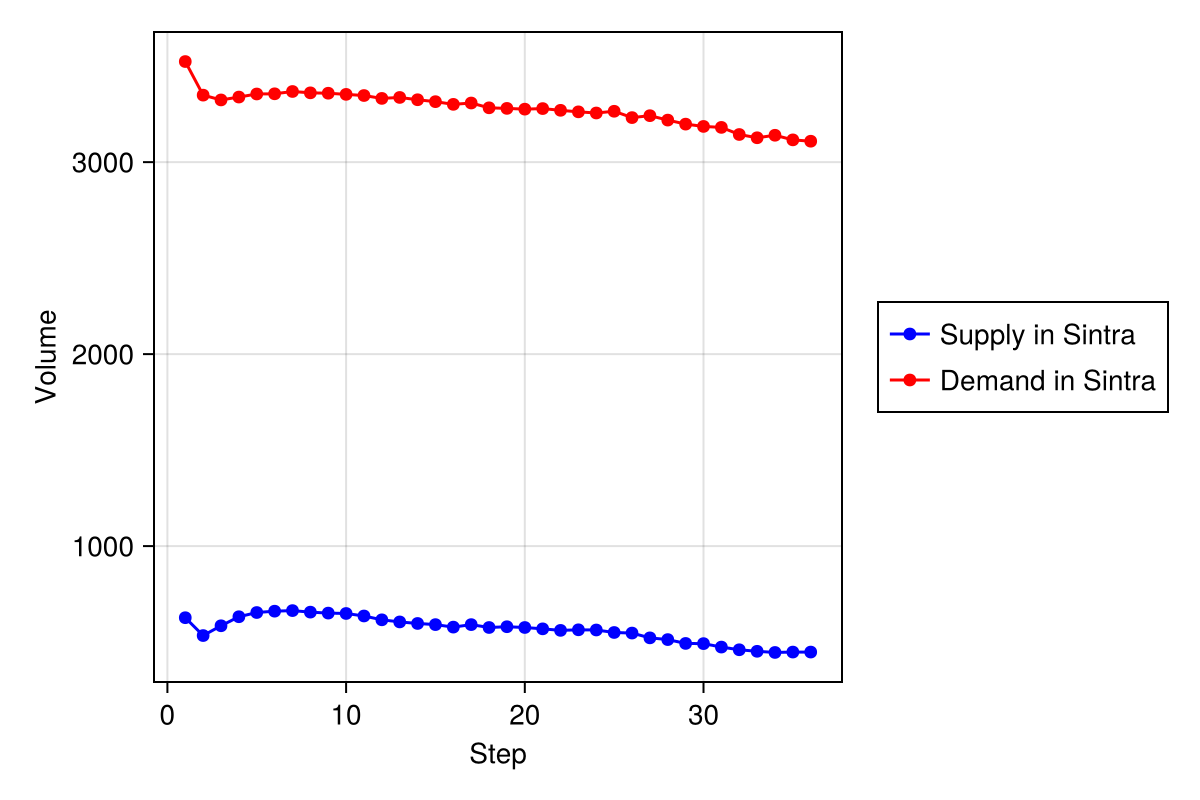 3000
2000
1000
Volume
0 10 20 30
Step
Supply in Sintra
Demand in Sintra